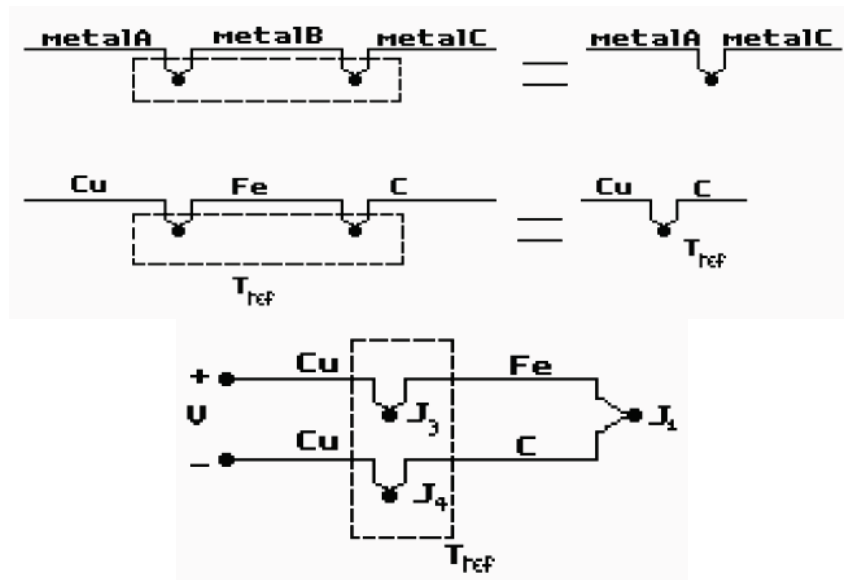 metalA metalB metalC = metalA metalC
Cu Fe C = Cu C
Tref
Tref
Cu Fe
+
V J3 J1
Cu C
−
J4
Tref